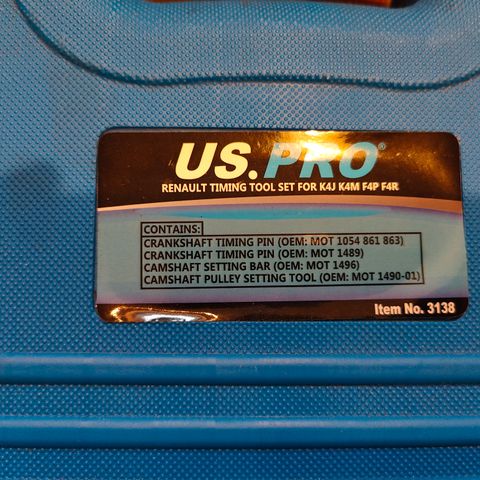 US.PRO®
RENAULT TIMING TOOL SET FOR K4J K4M F4P F4R
CONTAINS:
CRANKSHAFT TIMING PIN (OEM: MOT 1054 861 863)
CRANKSHAFT TIMING PIN (OEM: MOT 1489)
CAMSHAFT SETTING BAR (OEM: MOT 1496)
CAMSHAFT PULLEY SETTING TOOL (OEM: MOT 1490-01)
Item No. 3138